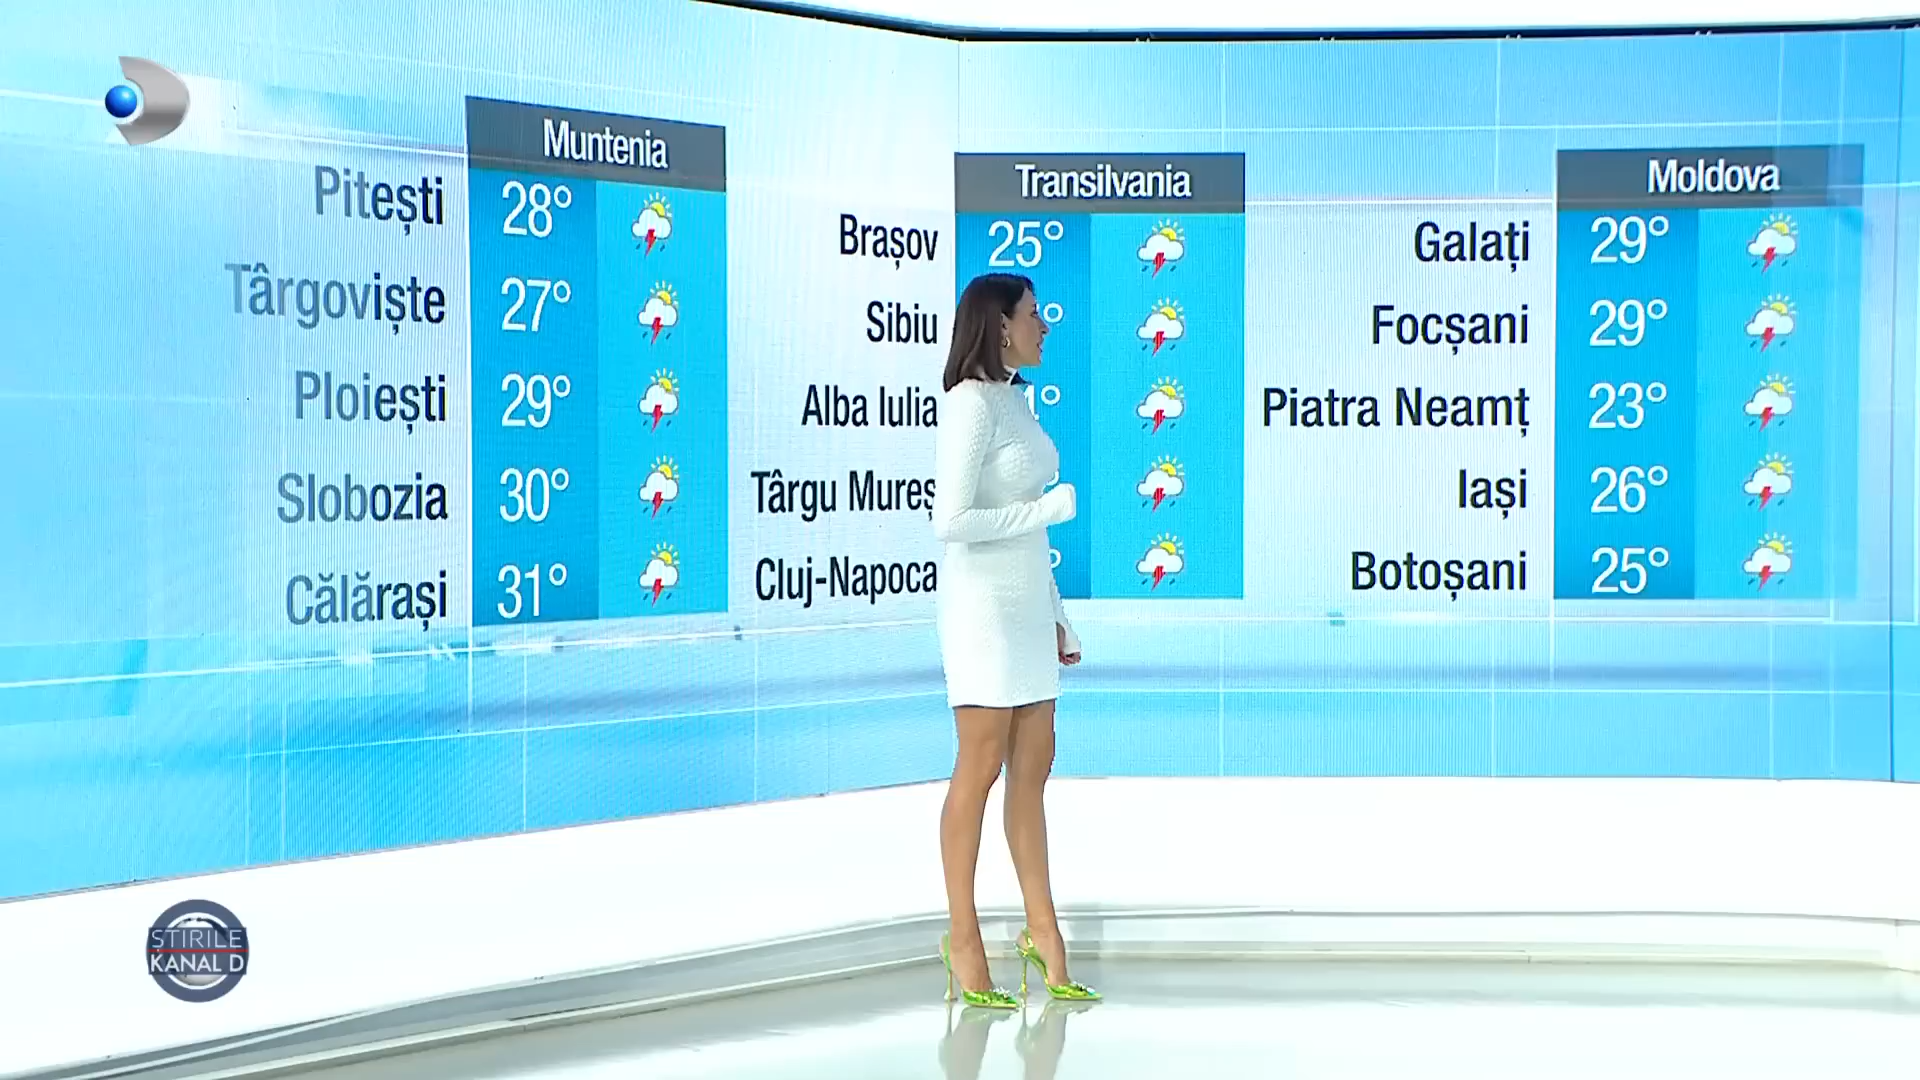 Muntenia
Pitești 28°
Târgoviște 27°
Ploiești 29°
Slobozia 30°
Călărași 31°
Transilvania
Brașov 25°
Sibiu
Alba Iulia
Târgu Mureș
Cluj-Napoca
Moldova
Galați 29°
Focșani 29°
Piatra Neamț 23°
Iași 26°
Botoșani 25°
ȘTIRILE
KANAL D